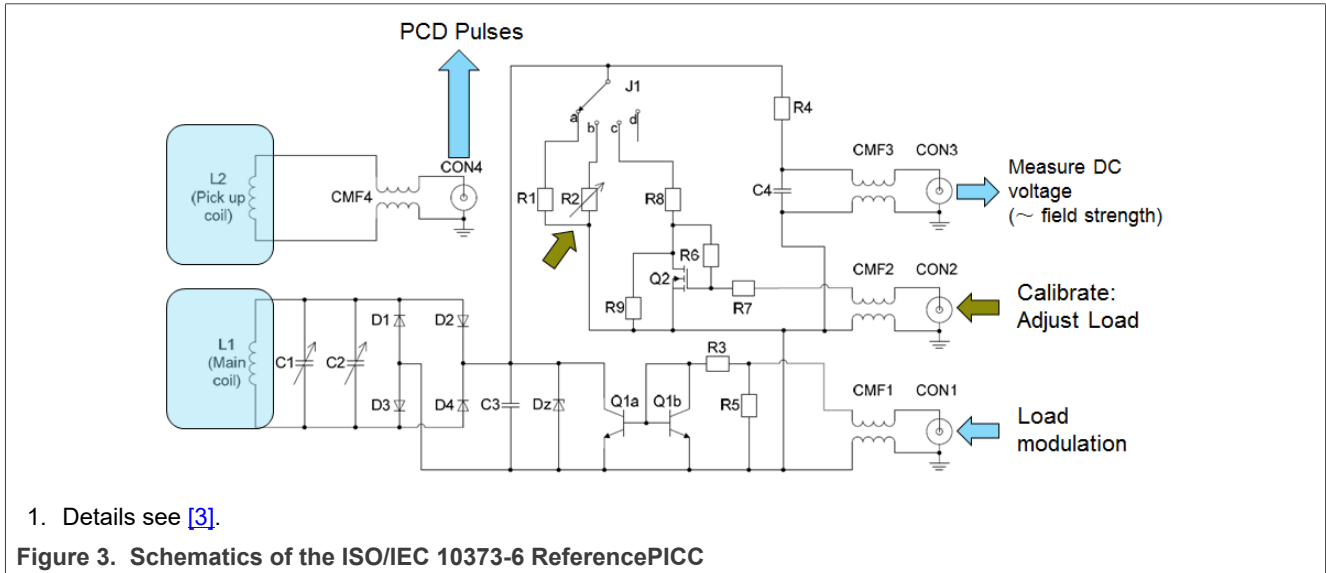 PCD Pulses
J1
a
b
c
d
R4
L2
(Pick up
coil)
CMF4
CON4
R1
R2
R8
C4
CMF3
CON3
Measure DC
voltage
(~ field strength)
R6
Q2
R9
R7
CMF2
CON2
Calibrate:
Adjust Load
L1
(Main
coil)
C1
C2
D1
D2
D3
D4
C3
Dz
Q1a
Q1b
R3
R5
CMF1
CON1
Load
modulation
1. Details see [3].
Figure 3. Schematics of the ISO/IEC 10373-6 ReferencePICC